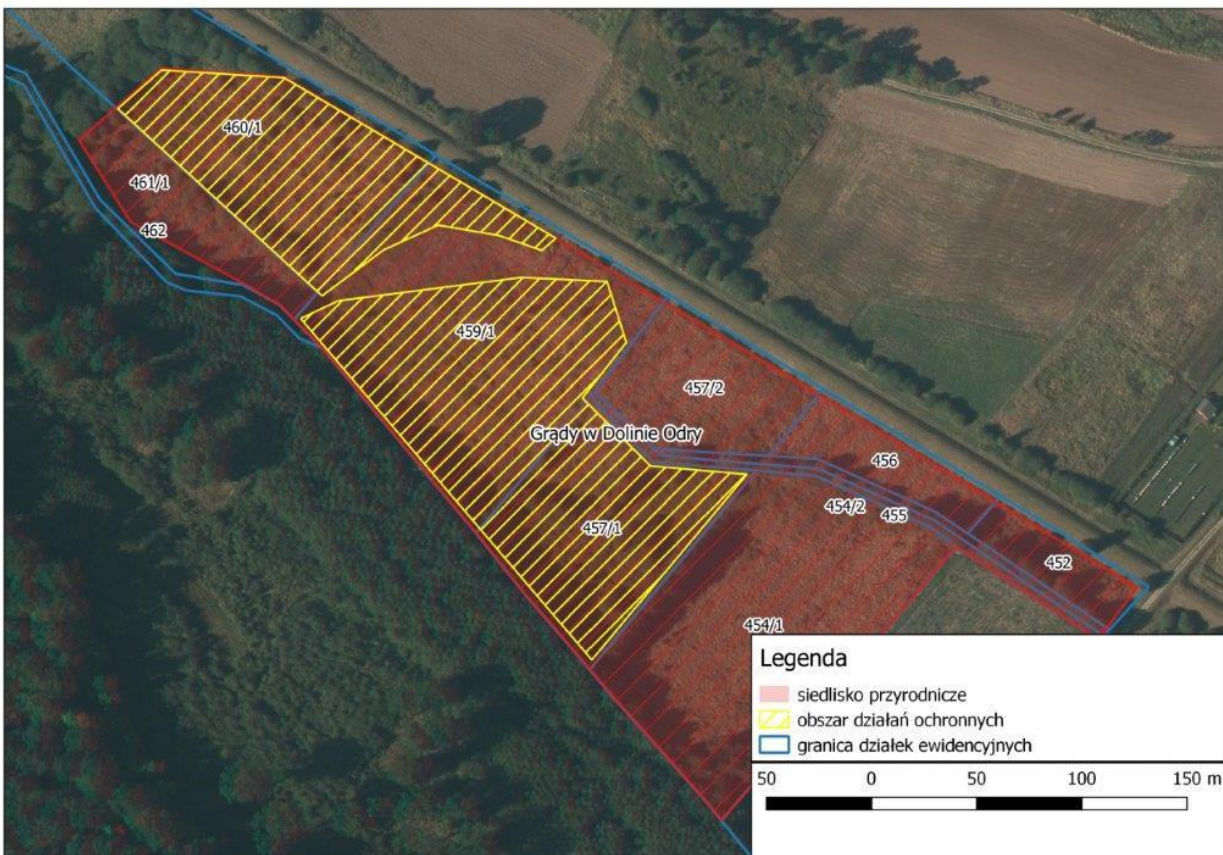 460/1
461/1
462
459/1
457/2
Grądy w Dolinie Odry
456
454/2
455
457/1
452
454/1
Legenda
siedlisko przyrodnicze
obszar działań ochronnych
granica działek ewidencyjnych
50 0 50 100 150 m